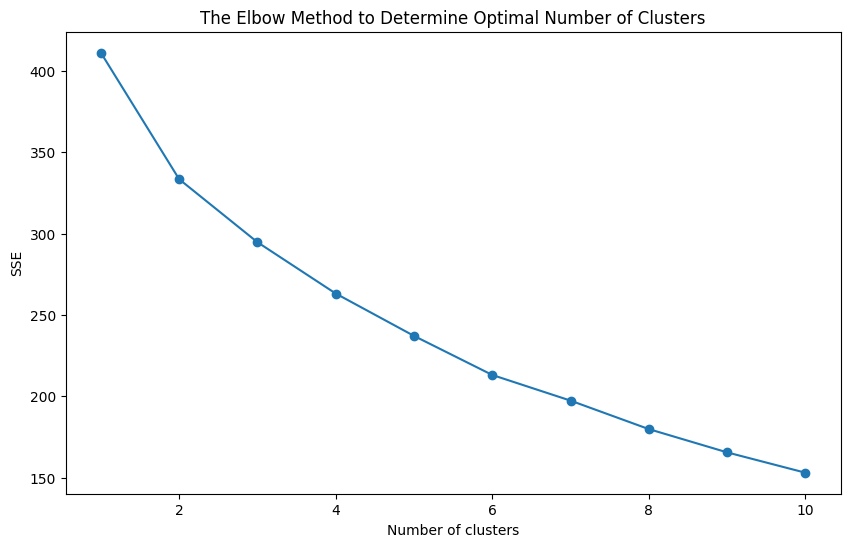 The Elbow Method to Determine Optimal Number of Clusters
400
350
300
250
200
150
SSE
2 4 6 8 10
Number of clusters